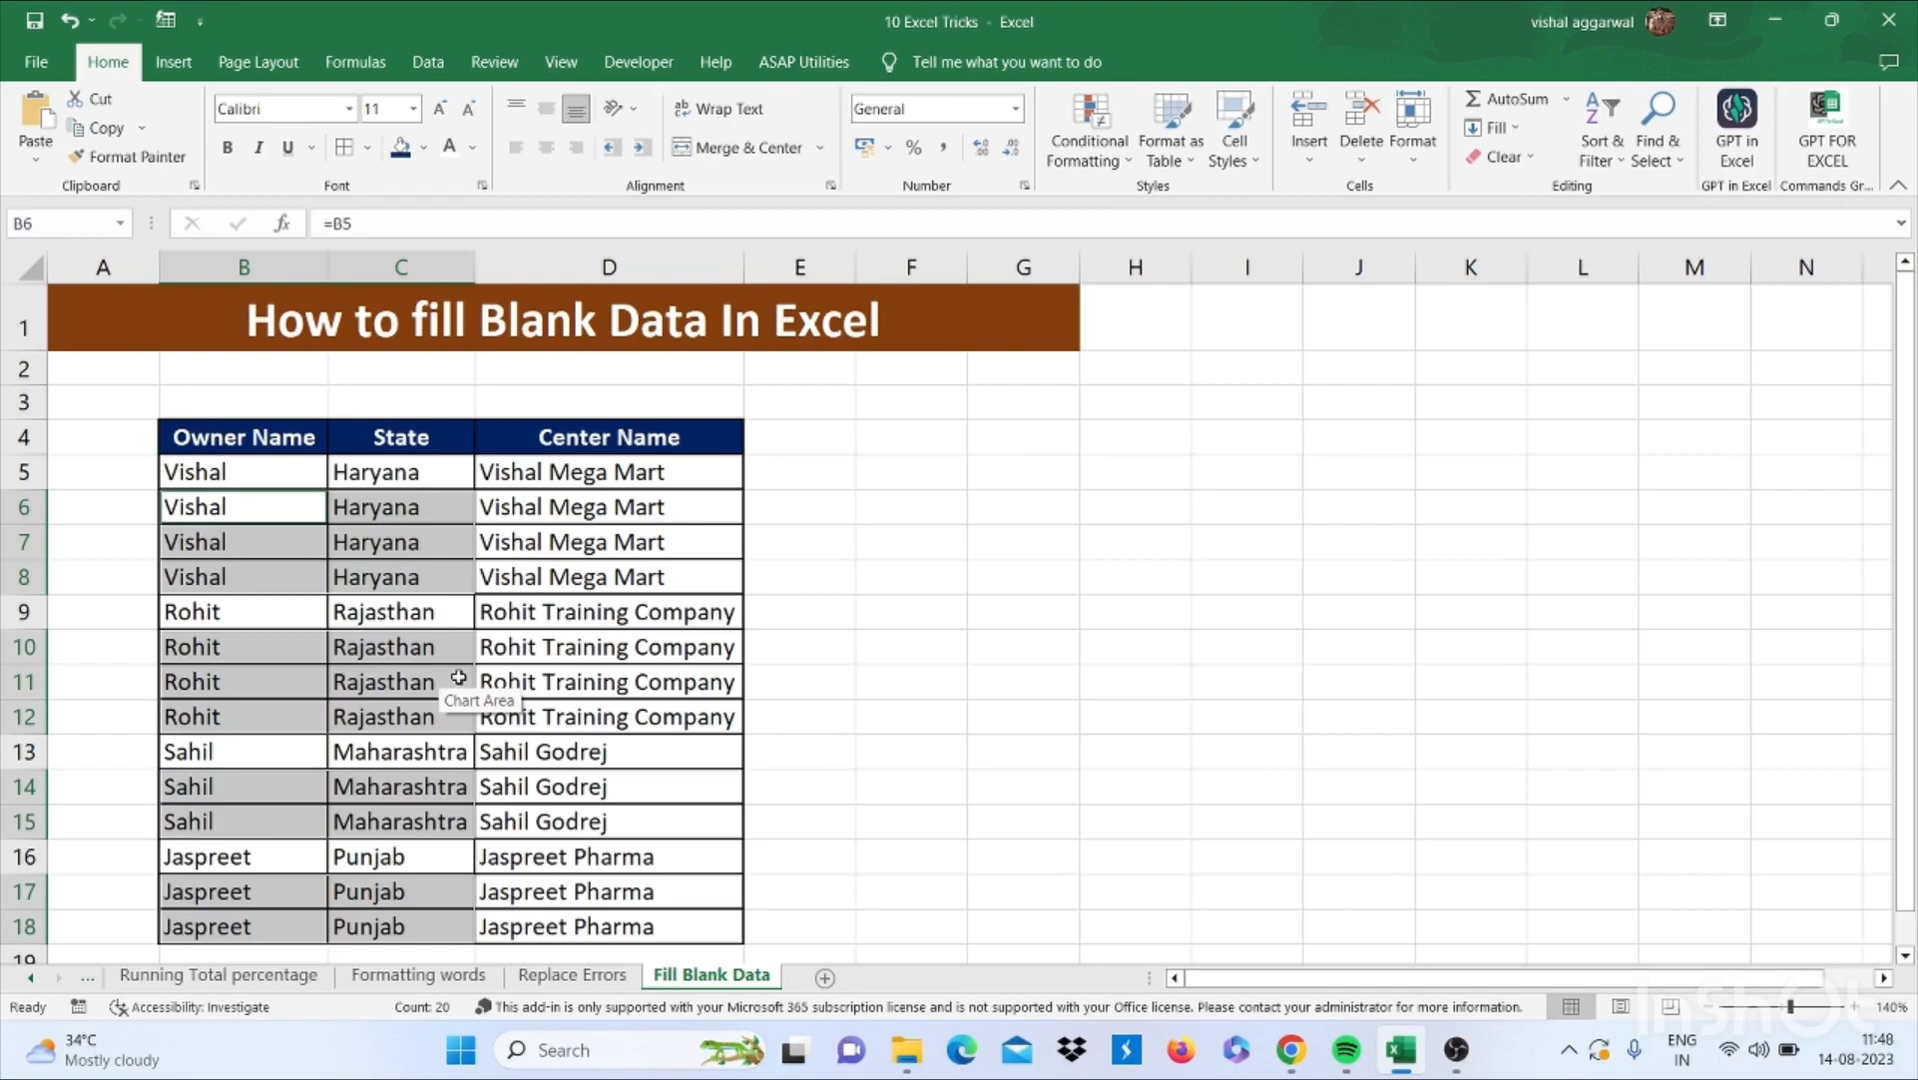 10 Excel Tricks - Excel
vishal aggarwal
File Home Insert Page Layout Formulas Data Review View Developer Help ASAP Utilities Tell me what you want to do
Paste
Cut
Copy
Format Painter
Clipboard
Calibri 11
B I U A
Font
Wrap Text
Merge & Center
Alignment
General
% ,
Number
Conditional Formatting
Format as Table
Cell Styles
Styles
Insert
Delete
Format
Cells
AutoSum
Fill
Clear
Sort & Filter
Find & Select
Editing
GPT in Excel
GPT in Excel
GPT FOR EXCEL
Commands Gr...
B6 fx =B5
A B C D E F G H I J K L M N
1 How to fill Blank Data In Excel
2
3
4 Owner Name State Center Name
5 Vishal Haryana Vishal Mega Mart
6 Vishal Haryana Vishal Mega Mart
7 Vishal Haryana Vishal Mega Mart
8 Vishal Haryana Vishal Mega Mart
9 Rohit Rajasthan Rohit Training Company
10 Rohit Rajasthan Rohit Training Company
11 Rohit Rajasthan Rohit Training Company
Chart Area
12 Rohit Rajasthan Rohit Training Company
13 Sahil Maharashtra Sahil Godrej
14 Sahil Maharashtra Sahil Godrej
15 Sahil Maharashtra Sahil Godrej
16 Jaspreet Punjab Jaspreet Pharma
17 Jaspreet Punjab Jaspreet Pharma
18 Jaspreet Punjab Jaspreet Pharma
19
... Running Total percentage Formatting words Replace Errors Fill Blank Data
InShOt
Ready Accessibility: Investigate Count: 20 This add-in is only supported with your Microsoft 365 subscription license and is not supported with your Office license. Please contact your administrator for more information. 140%
34°C
Mostly cloudy
Search
ENG
IN
11:48
14-08-2023